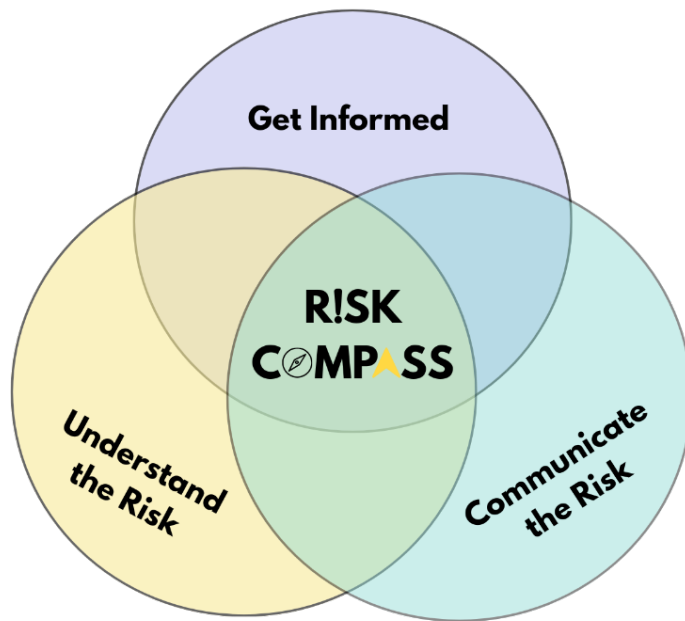 Get Informed
R!SK
COMPASS
Understand
the Risk
Communicate
the Risk